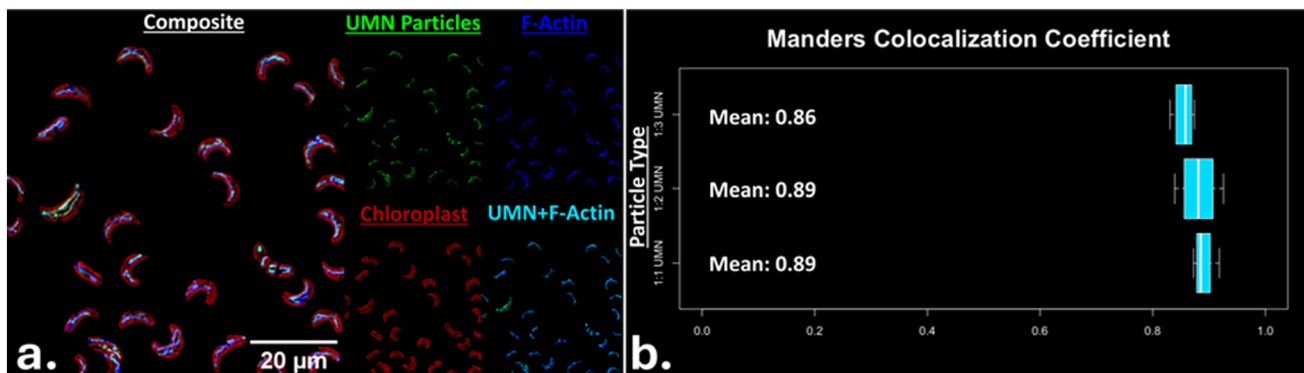 Composite
UMN Particles
F-Actin
Chloroplast
UMN+F-Actin
20 µm
a.
Manders Colocalization Coefficient
Particle Type
1:3 UMN
Mean: 0.86
1:2 UMN
Mean: 0.89
1:1 UMN
Mean: 0.89
0.0 0.2 0.4 0.6 0.8 1.0
b.